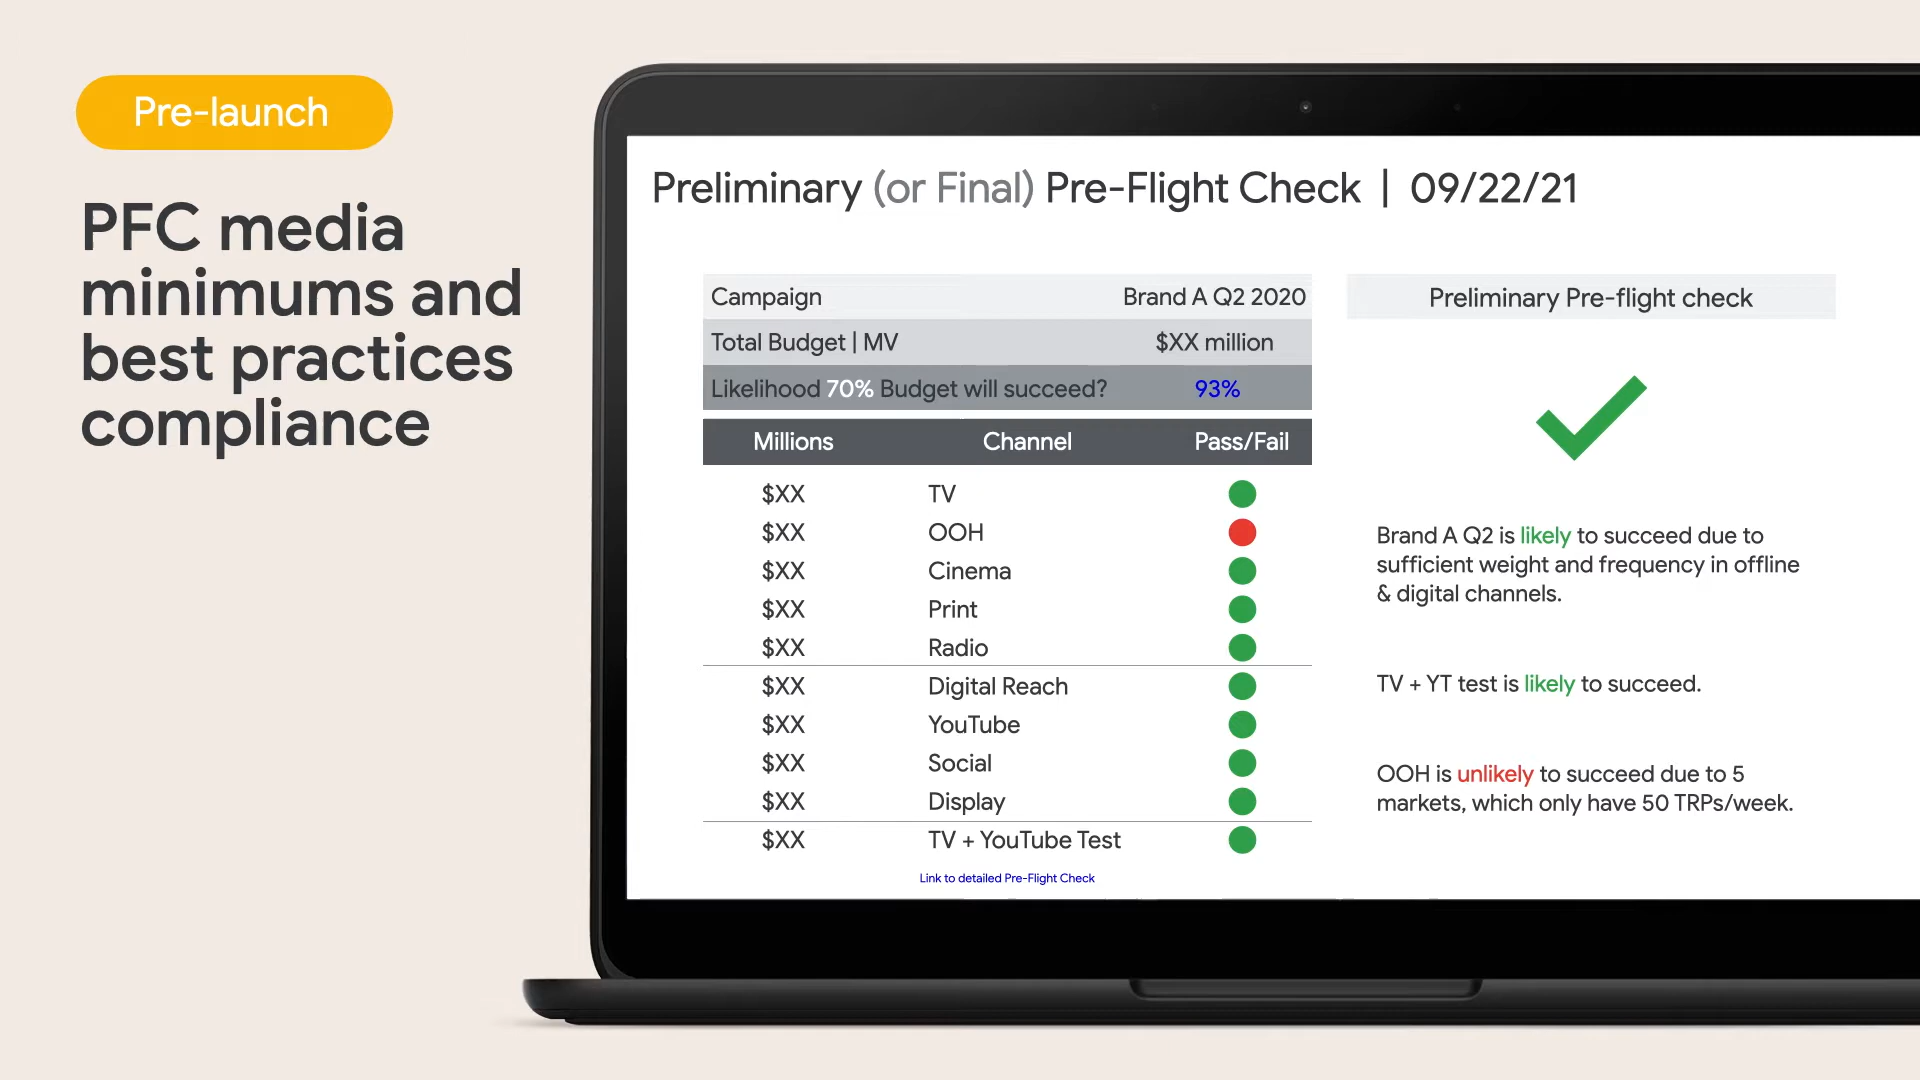 Pre-launch
PFC media
minimums and
best practices
compliance
Preliminary (or Final) Pre-Flight Check | 09/22/21
Campaign Brand A Q2 2020
Total Budget | MV $XX million
Likelihood 70% Budget will succeed? 93%
Millions Channel Pass/Fail
$XX TV
$XX OOH
$XX Cinema
$XX Print
$XX Radio
$XX Digital Reach
$XX YouTube
$XX Social
$XX Display
$XX TV + YouTube Test
Link to detailed Pre-Flight Check
Preliminary Pre-flight check
Brand A Q2 is likely to succeed due to
sufficient weight and frequency in offline
& digital channels.
TV + YT test is likely to succeed.
OOH is unlikely to succeed due to 5
markets, which only have 50 TRPs/week.